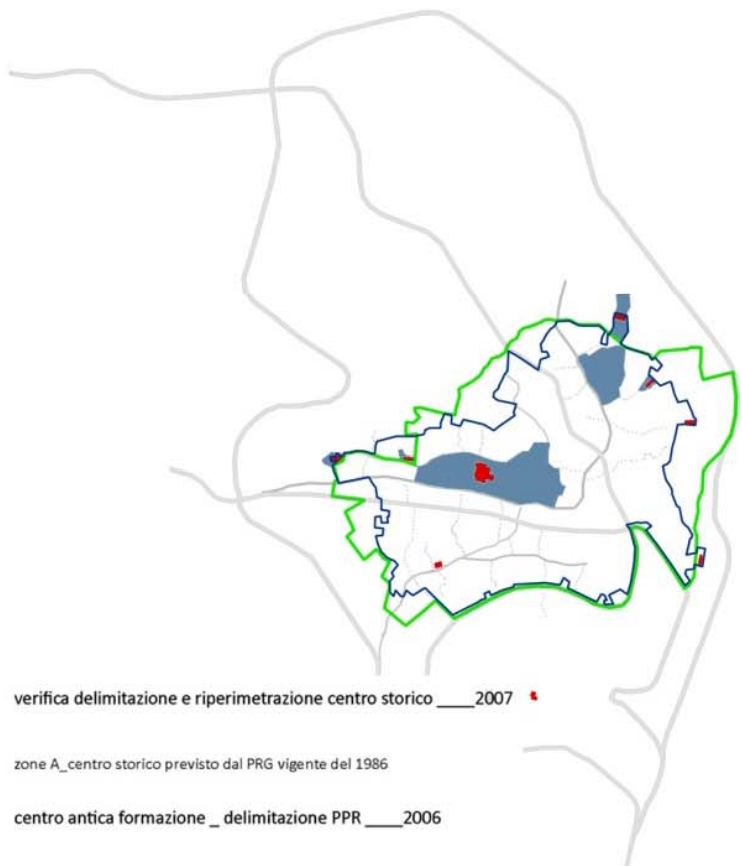 verifica delimitazione e riperimetrazione centro storico ____2007
zone A_centro storico previsto dal PRG vigente del 1986
centro antica formazione _ delimitazione PPR ____2006